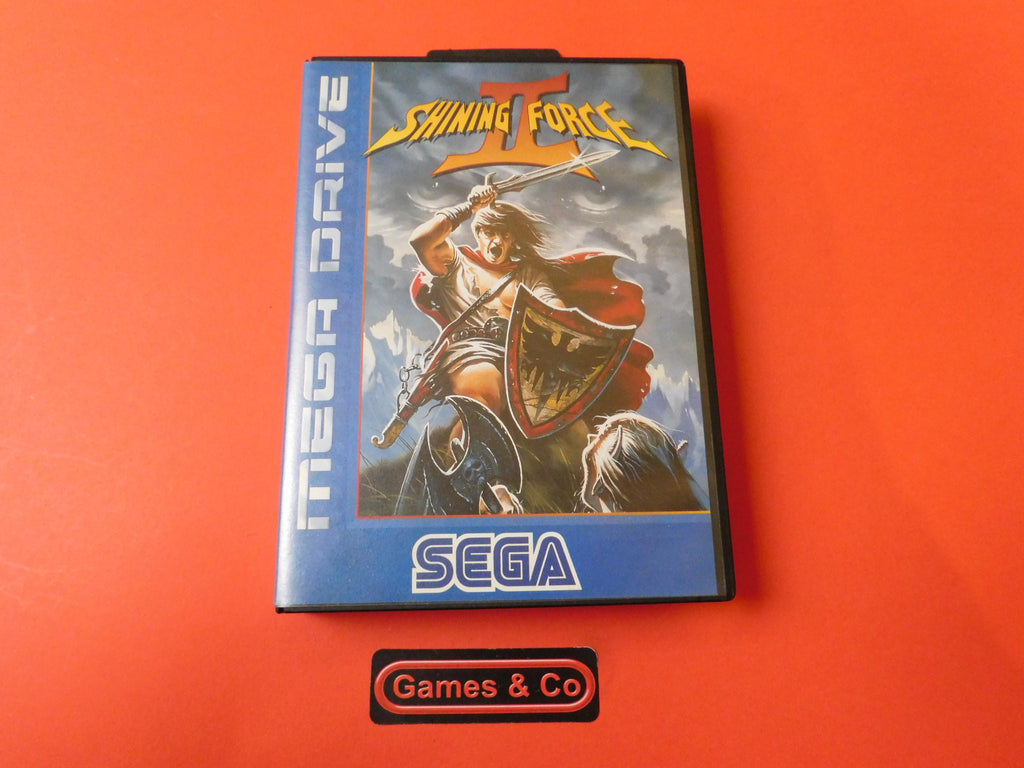 MEGA DRIVE
SHINING FORCE
II
SEGA
Games & Co